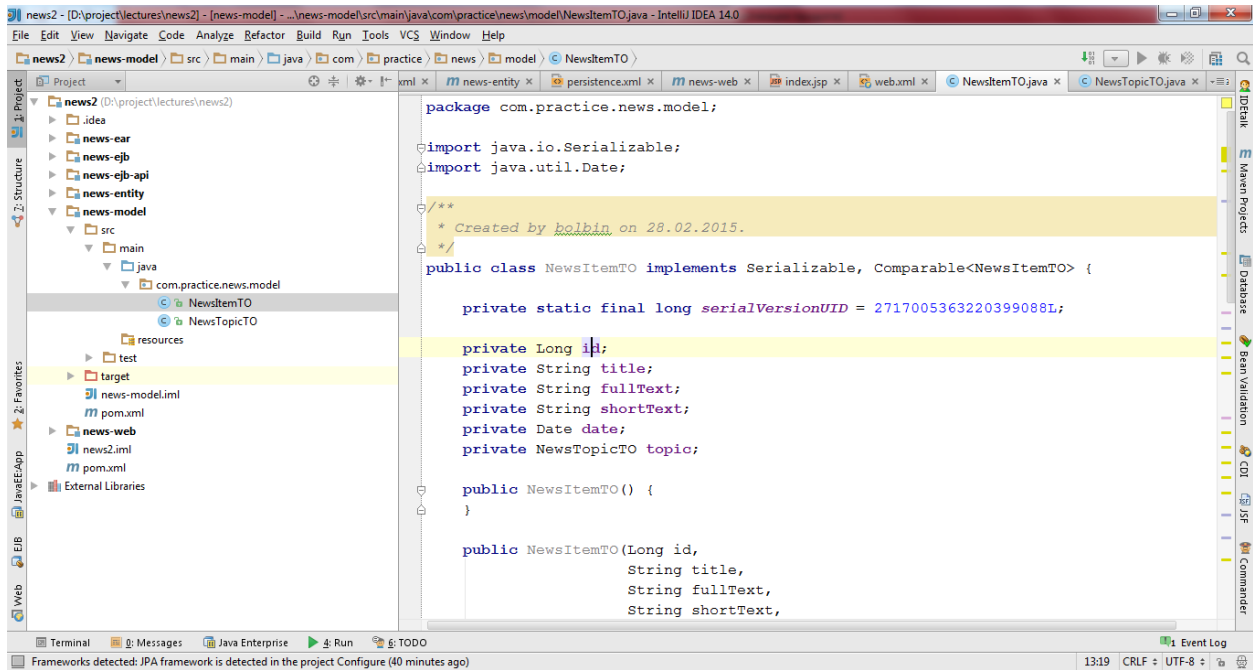 news2 - [D:\project\lectures\news2] - [news-model] - ...\news-model\src\main\java\com\practice\news\model\NewsItemTO.java - IntelliJ IDEA 14.0
File Edit View Navigate Code Analyze Refactor Build Run Tools VCS Window Help
news2 news-model src main java com practice news model NewsItemTO
Project
xml × news-entity × persistence.xml × news-web × index.jsp × web.xml × NewsItemTO.java × NewsTopicTO.java ×
1: Project
7: Structure
2: Favorites
JavaEE:App
EJB
Web
news2 (D:\project\lectures\news2)
.idea
news-ear
news-ejb
news-ejb-api
news-entity
news-model
src
main
java
com.practice.news.model
NewsItemTO
NewsTopicTO
resources
test
target
news-model.iml
pom.xml
news-web
news2.iml
pom.xml
External Libraries
package com.practice.news.model;
import java.io.Serializable;
import java.util.Date;
/**
* Created by bolbin on 28.02.2015.
*/
public class NewsItemTO implements Serializable, Comparable<NewsItemTO> {
private static final long serialVersionUID = 2717005363220399088L;
private Long id;
private String title;
private String fullText;
private String shortText;
private Date date;
private NewsTopicTO topic;
public NewsItemTO() {
}
public NewsItemTO(Long id,
String title,
String fullText,
String shortText,
IDEtalk
Maven Projects
Database
Bean Validation
CDI
JSF
Commander
Terminal 0: Messages Java Enterprise 4: Run 6: TODO 1 Event Log
Frameworks detected: JPA framework is detected in the project Configure (40 minutes ago) 13:19 CRLF UTF-8